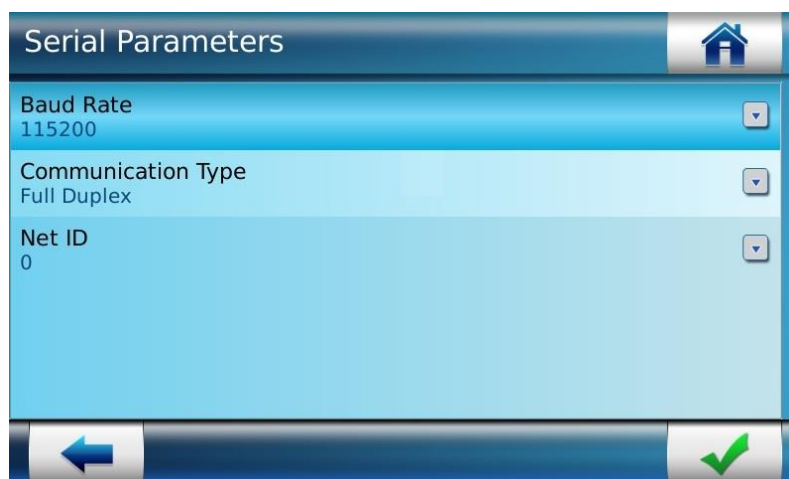 Serial Parameters
Baud Rate
115200
Communication Type
Full Duplex
Net ID
0